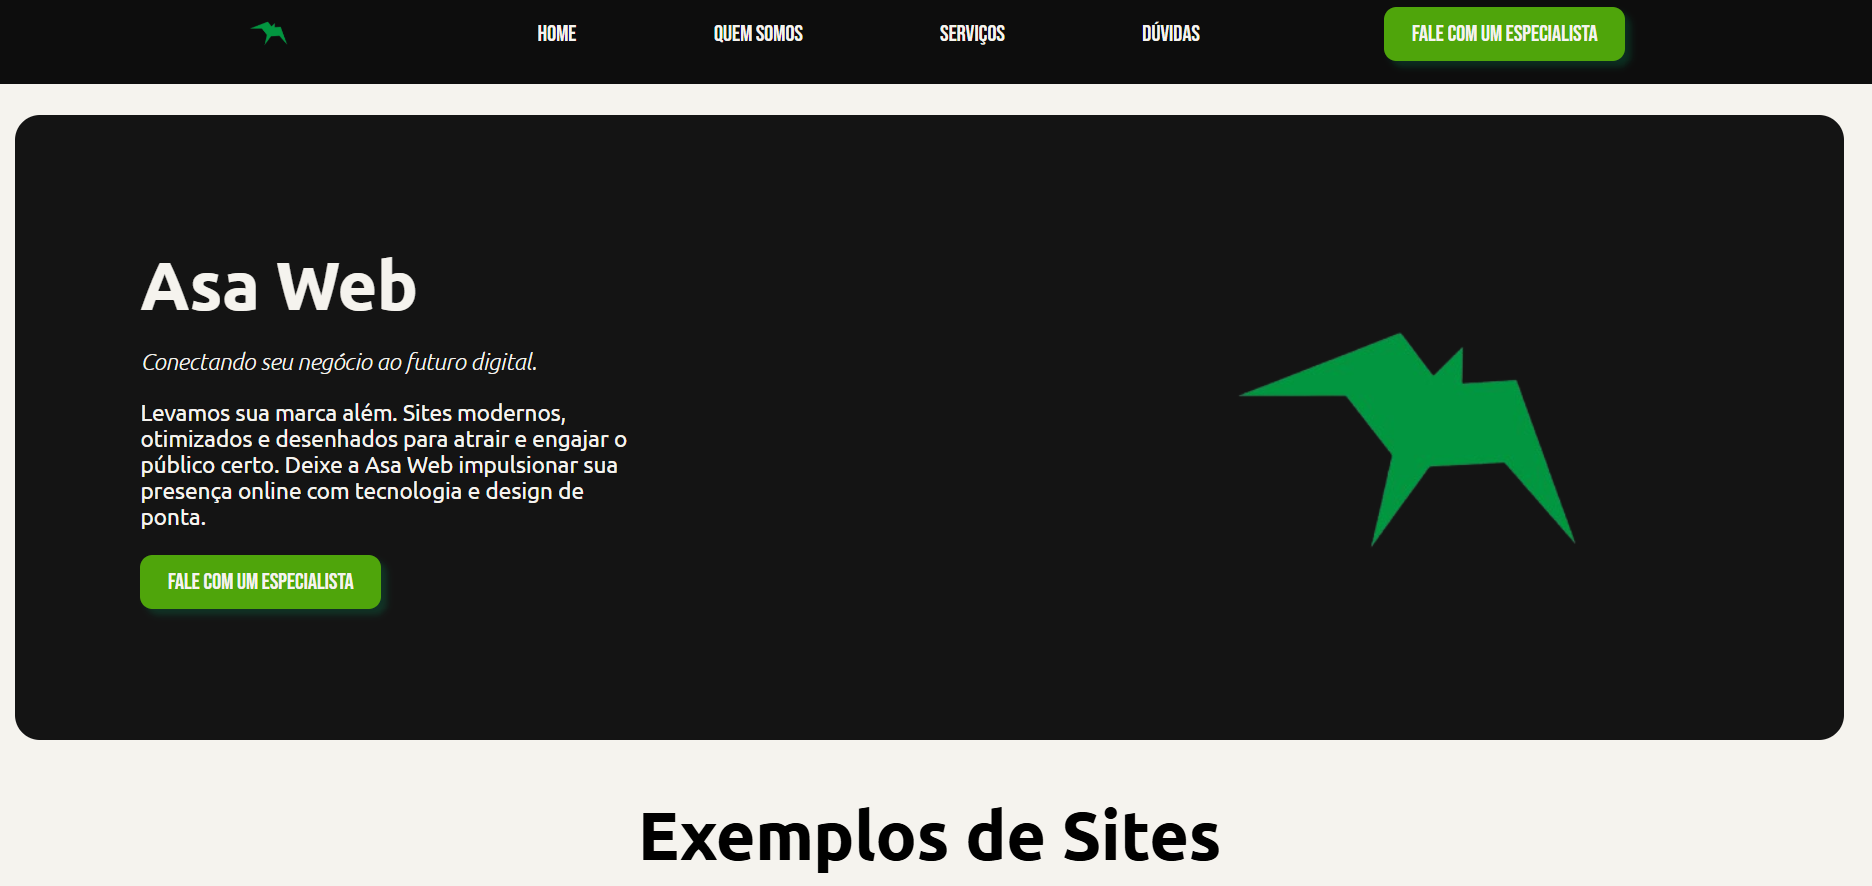 HOME
QUEM SOMOS
SERVIÇOS
DÚVIDAS
FALE COM UM ESPECIALISTA
Asa Web
Conectando seu negócio ao futuro digital.
Levamos sua marca além. Sites modernos,
otimizados e desenhados para atrair e engajar o
público certo. Deixe a Asa Web impulsionar sua
presença online com tecnologia e design de
ponta.
FALE COM UM ESPECIALISTA
Exemplos de Sites